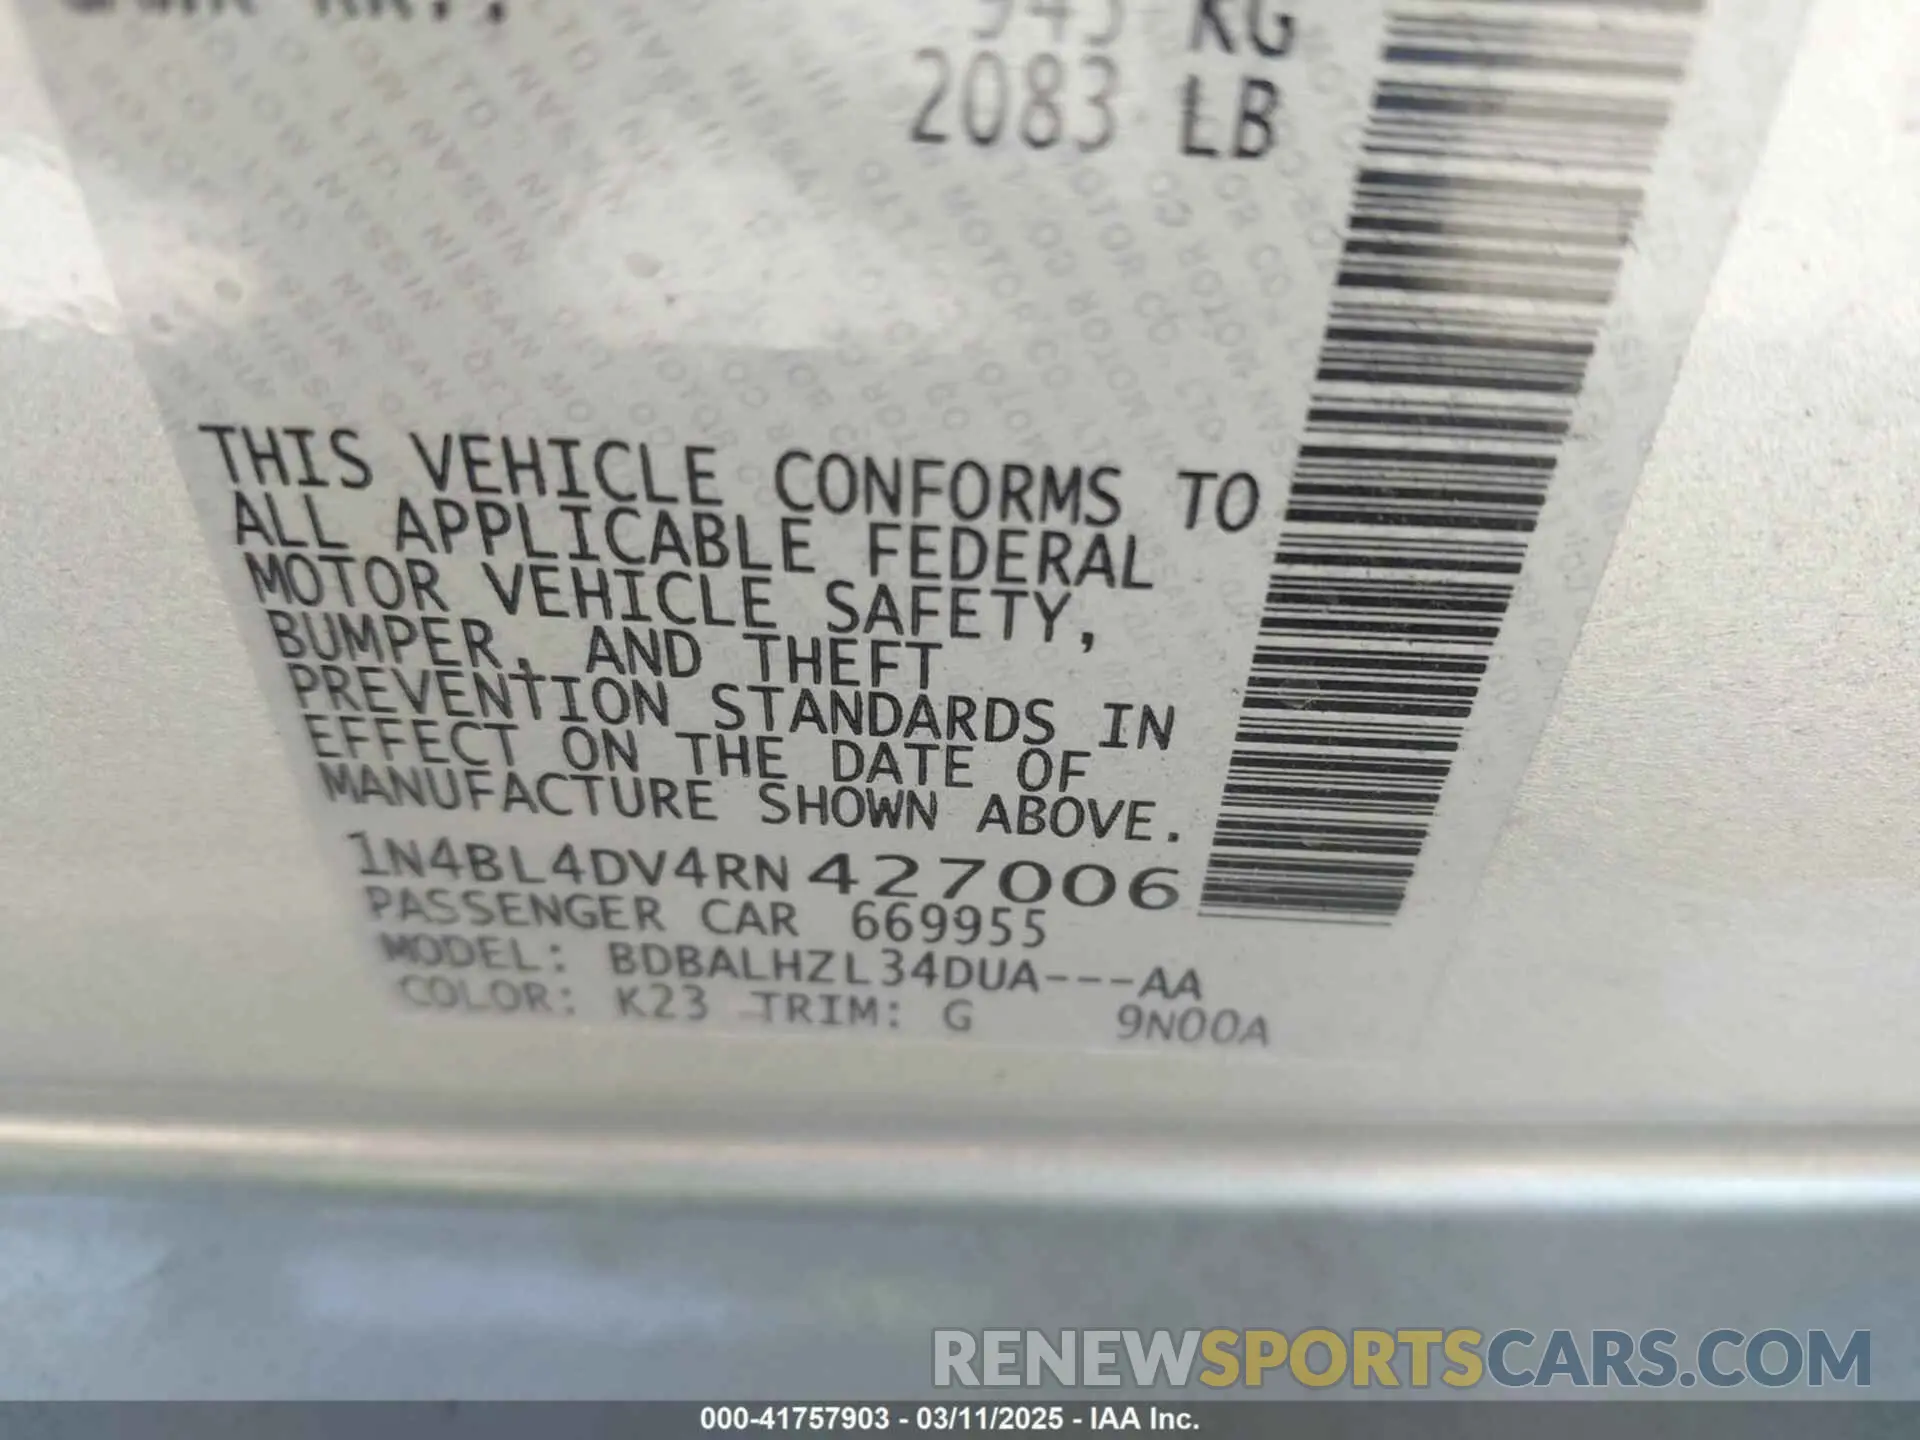 945 KG
2083 LB
THIS VEHICLE CONFORMS TO
ALL APPLICABLE FEDERAL
MOTOR VEHICLE SAFETY,
BUMPER, AND THEFT
PREVENTION STANDARDS IN
EFFECT ON THE DATE OF
MANUFACTURE SHOWN ABOVE.
1N4BL4DV4RN427006
PASSENGER CAR 669955
MODEL: BDBALHZL34DUA---AA
COLOR: K23 TRIM: G 9N00A
RENEWSPORTSCARS.COM
000-41757903 - 03/11/2025 - IAA Inc.